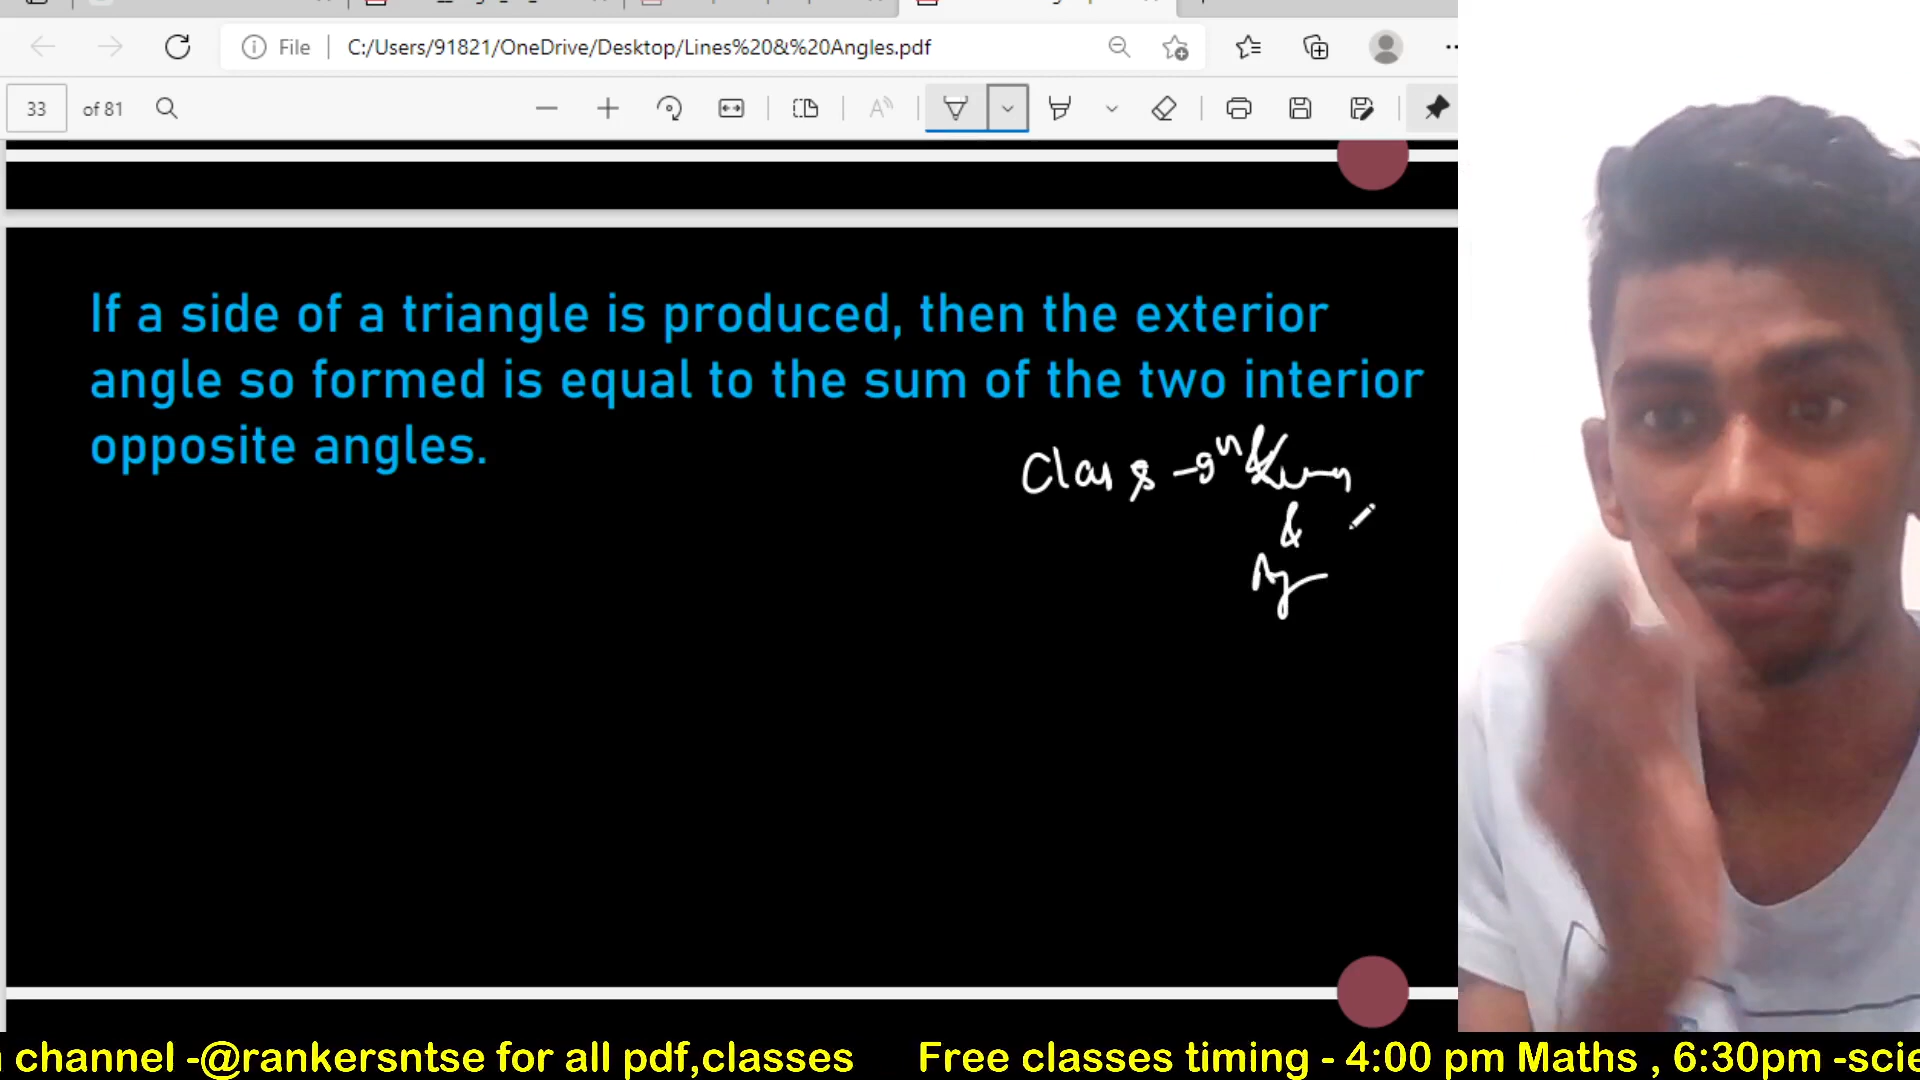 File
C:/Users/91821/OneDrive/Desktop/Lines%20&%20Angles.pdf
33 of 81
If a side of a triangle is produced, then the exterior
angle so formed is equal to the sum of the two interior
opposite angles.
Class -9
&
channel -@rankersntse for all pdf,classes Free classes timing - 4:00 pm Maths , 6:30pm -scie